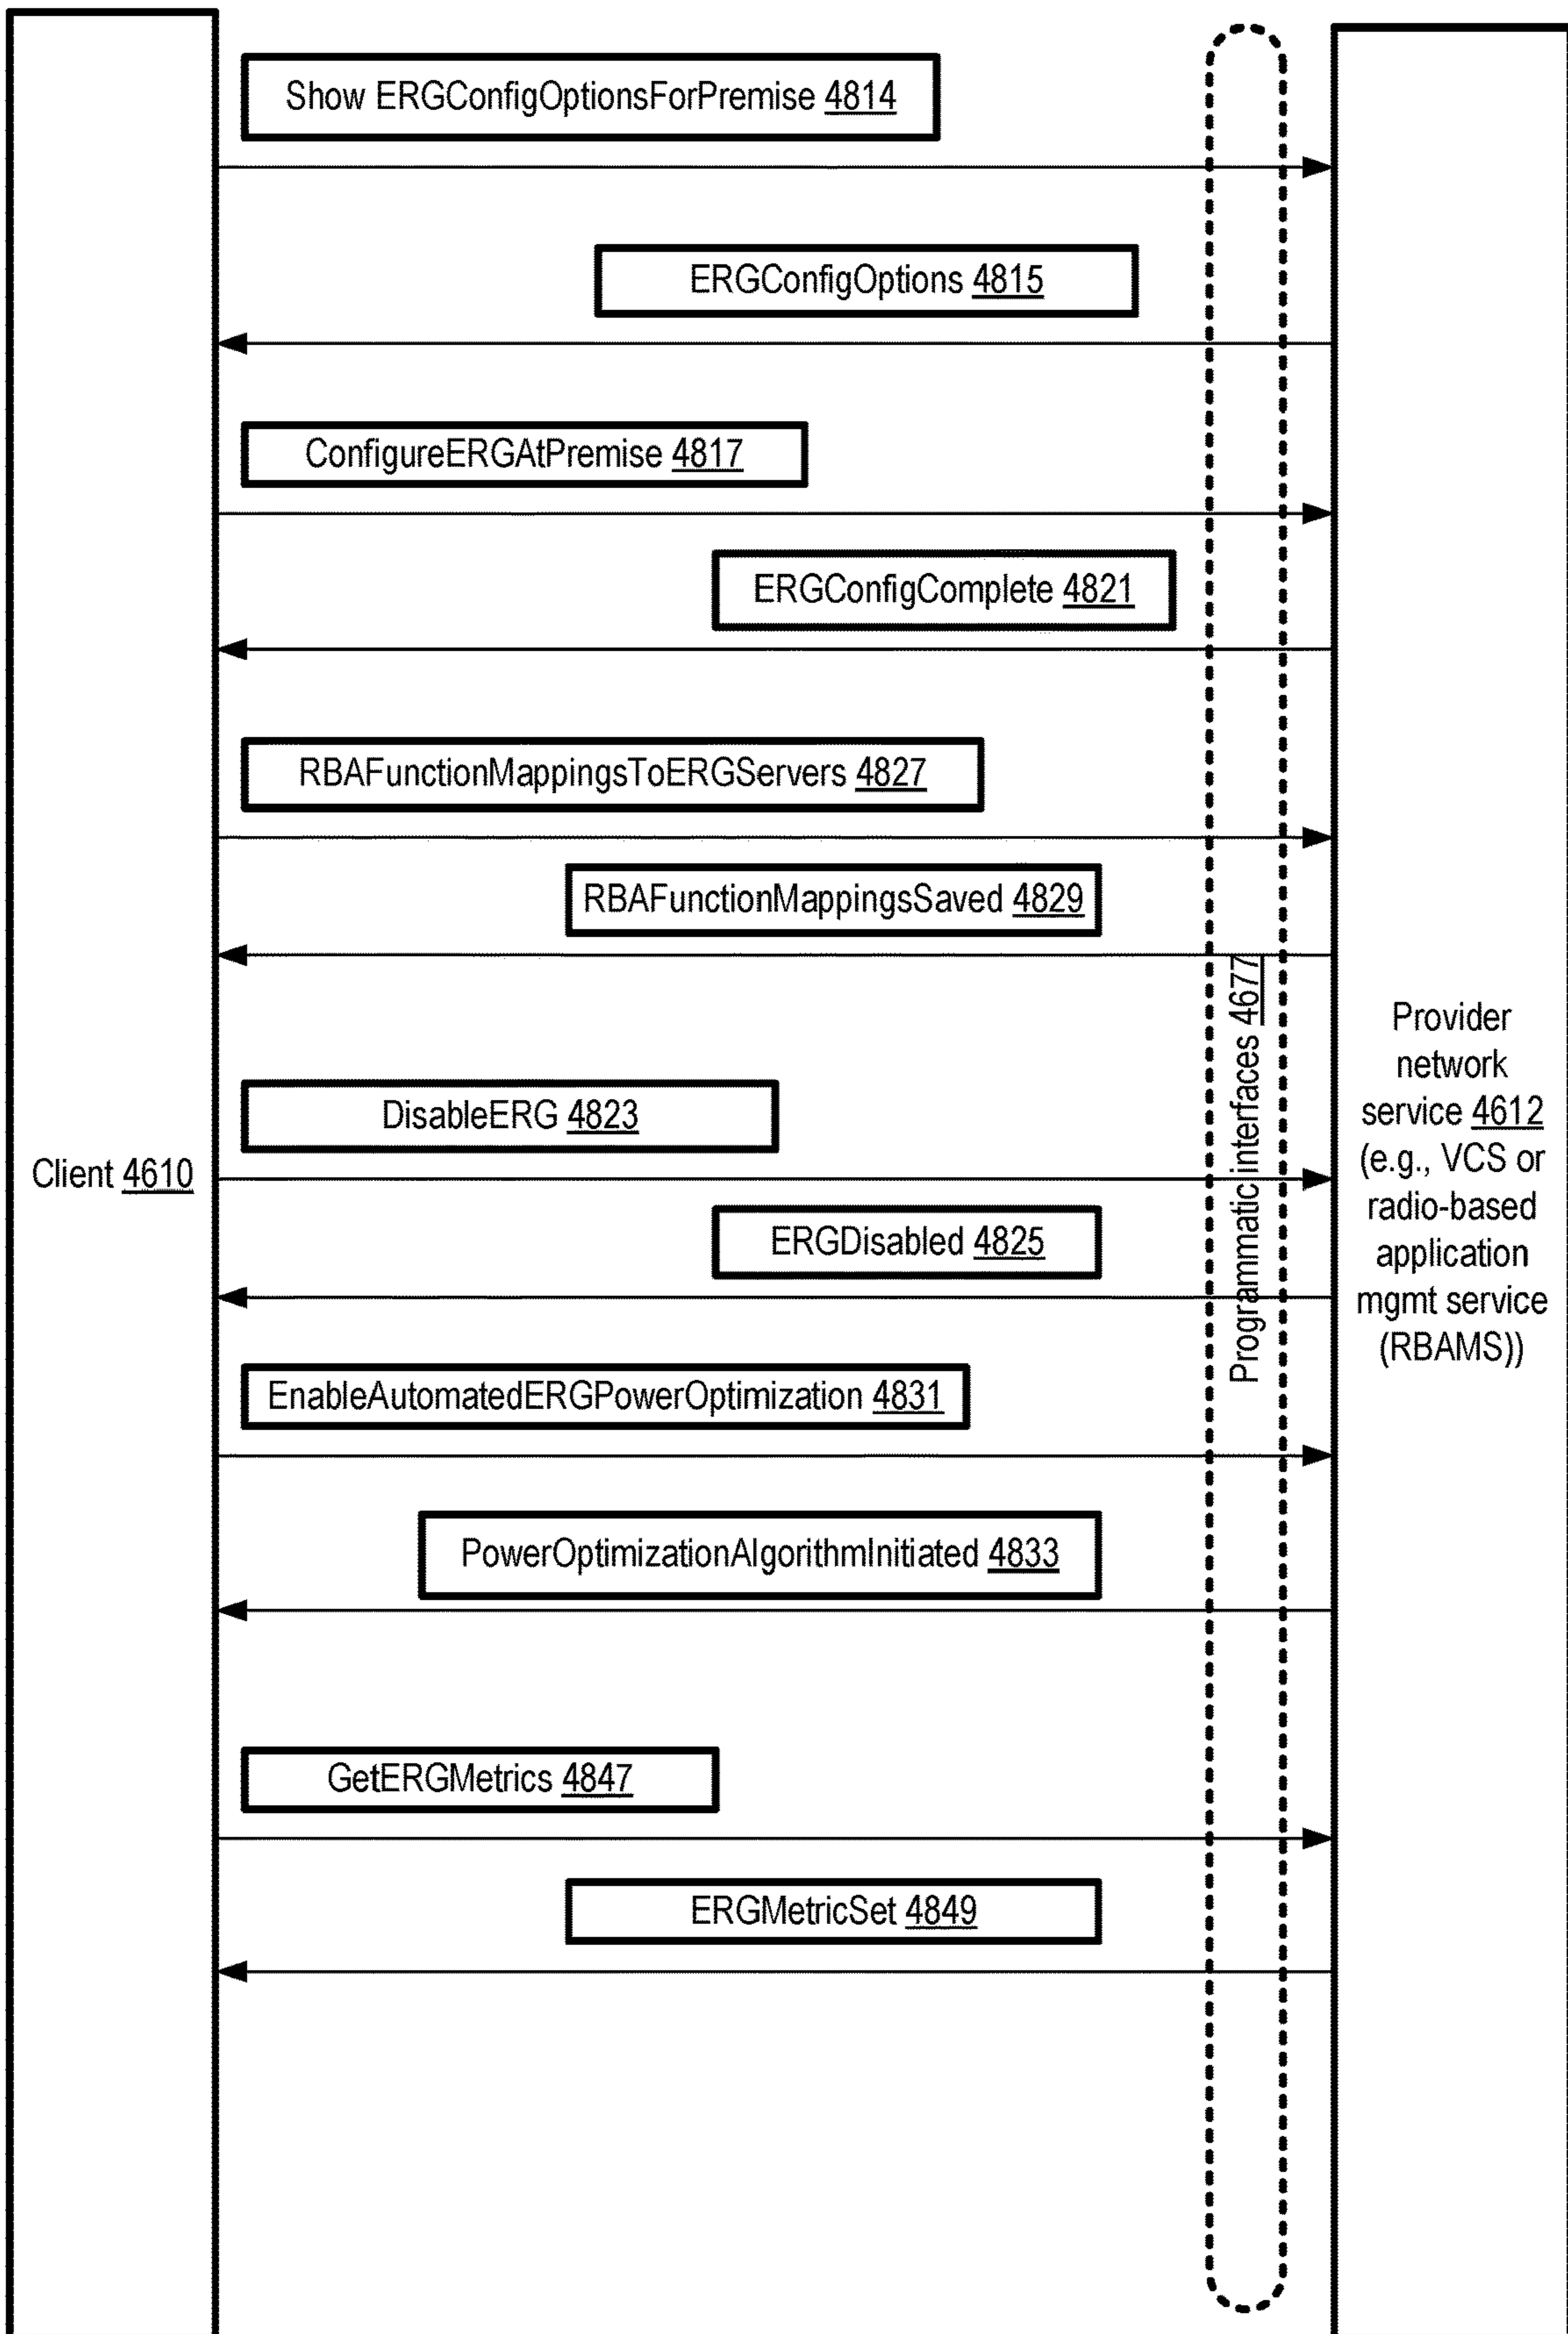 Show ERGConfigOptionsForPremise 4814
ERGConfigOptions 4815
ConfigureERGAtPremise 4817
ERGConfigComplete 4821
RBAFunctionMappingsToERGServers 4827
RBAFunctionMappingsSaved 4829
DisableERG 4823
ERGDisabled 4825
EnableAutomatedERGPowerOptimization 4831
PowerOptimizationAlgorithmInitiated 4833
GetERGMetrics 4847
ERGMetricSet 4849
Client 4610
Programmatic interfaces 4677
Provider
network
service 4612
(e.g., VCS or
radio-based
application
mgmt service
(RBAMS))